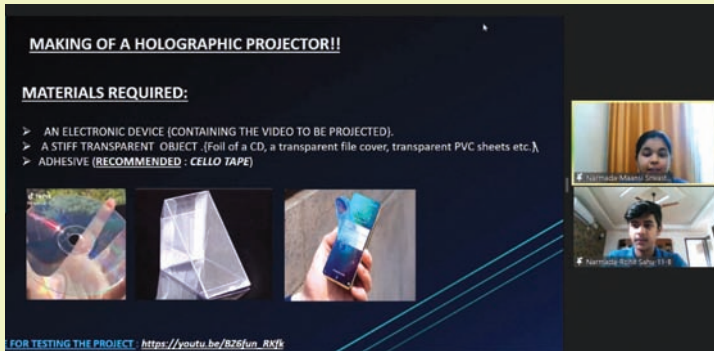 MAKING OF A HOLOGRAPHIC PROJECTOR!!
MATERIALS REQUIRED:
➢ AN ELECTRONIC DEVICE {CONTAINING THE VIDEO TO BE PROJECTED}.
➢ A STIFF TRANSPARENT OBJECT .{Foil of a CD, a transparent file cover, transparent PVC sheets etc.}
➢ ADHESIVE (RECOMMENDED : CELLO TAPE)
FOR TESTING THE PROJECT : https://youtu.be/BZ6fun_RKfk
Narmada-Maansi
Narmada-Rohit Sahu-11-B